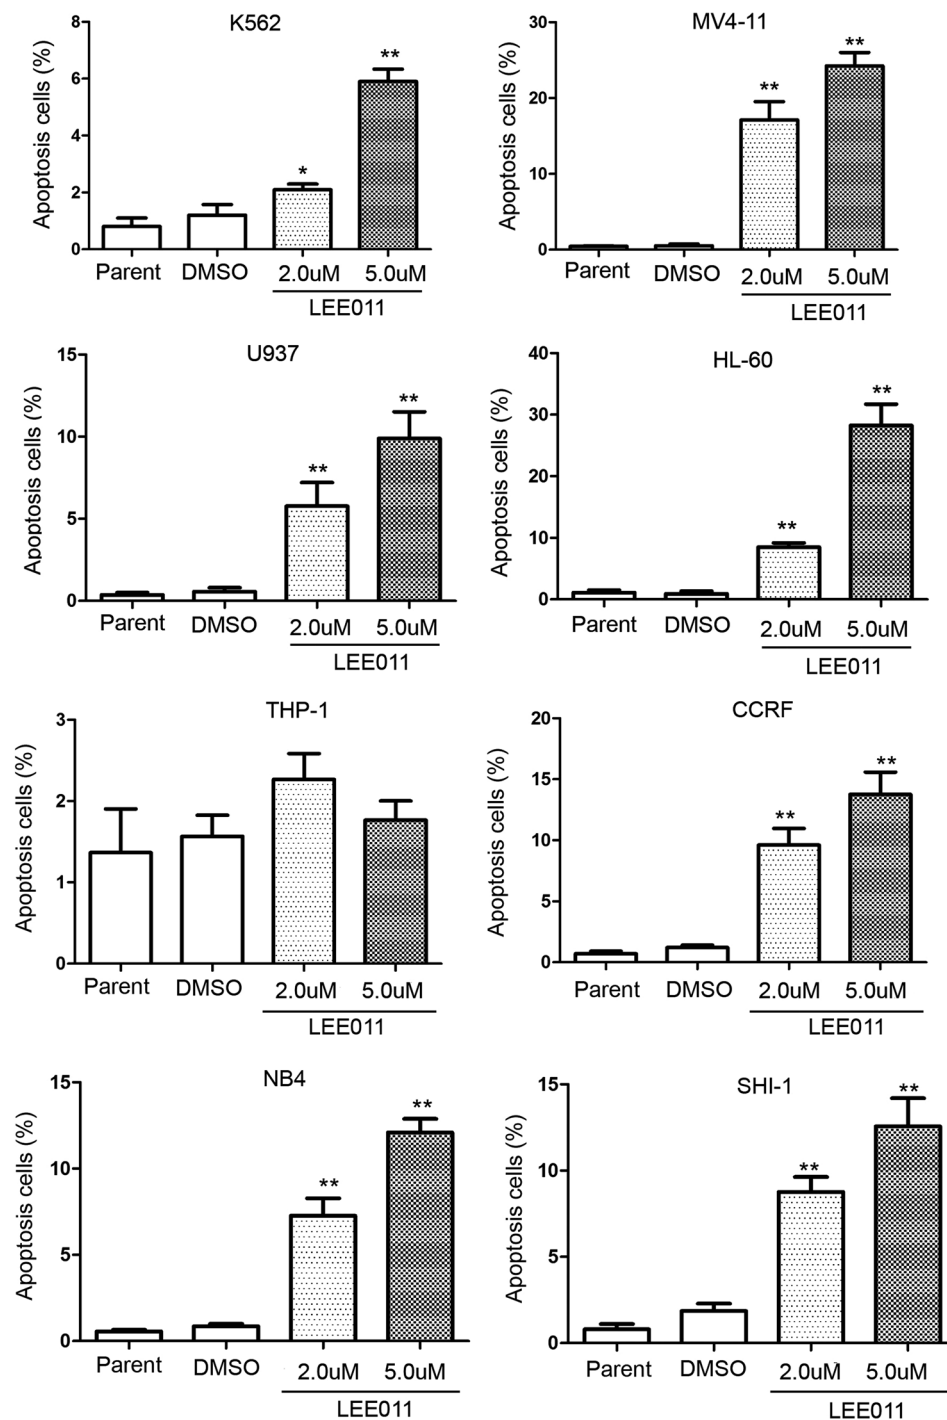 K562
Apoptosis cells (%)
8
6
4
2
0
**
*
Parent DMSO 2.0uM 5.0uM
LEE011
MV4-11
Apoptosis cells (%)
30
20
10
0
**
**
Parent DMSO 2.0uM 5.0uM
LEE011
U937
Apoptosis cells (%)
15
10
5
0
**
**
Parent DMSO 2.0uM 5.0uM
LEE011
HL-60
Apoptosis cells (%)
40
30
20
10
0
**
**
Parent DMSO 2.0uM 5.0uM
LEE011
THP-1
Apoptosis cells (%)
3
2
1
0
Parent DMSO 2.0uM 5.0uM
LEE011
CCRF
Apoptosis cells (%)
20
15
10
5
0
**
**
Parent DMSO 2.0uM 5.0uM
LEE011
NB4
Apoptosis cells (%)
15
10
5
0
**
**
Parent DMSO 2.0uM 5.0uM
LEE011
SHI-1
Apoptosis cells (%)
15
10
5
0
**
**
Parent DMSO 2.0uM 5.0uM
LEE011